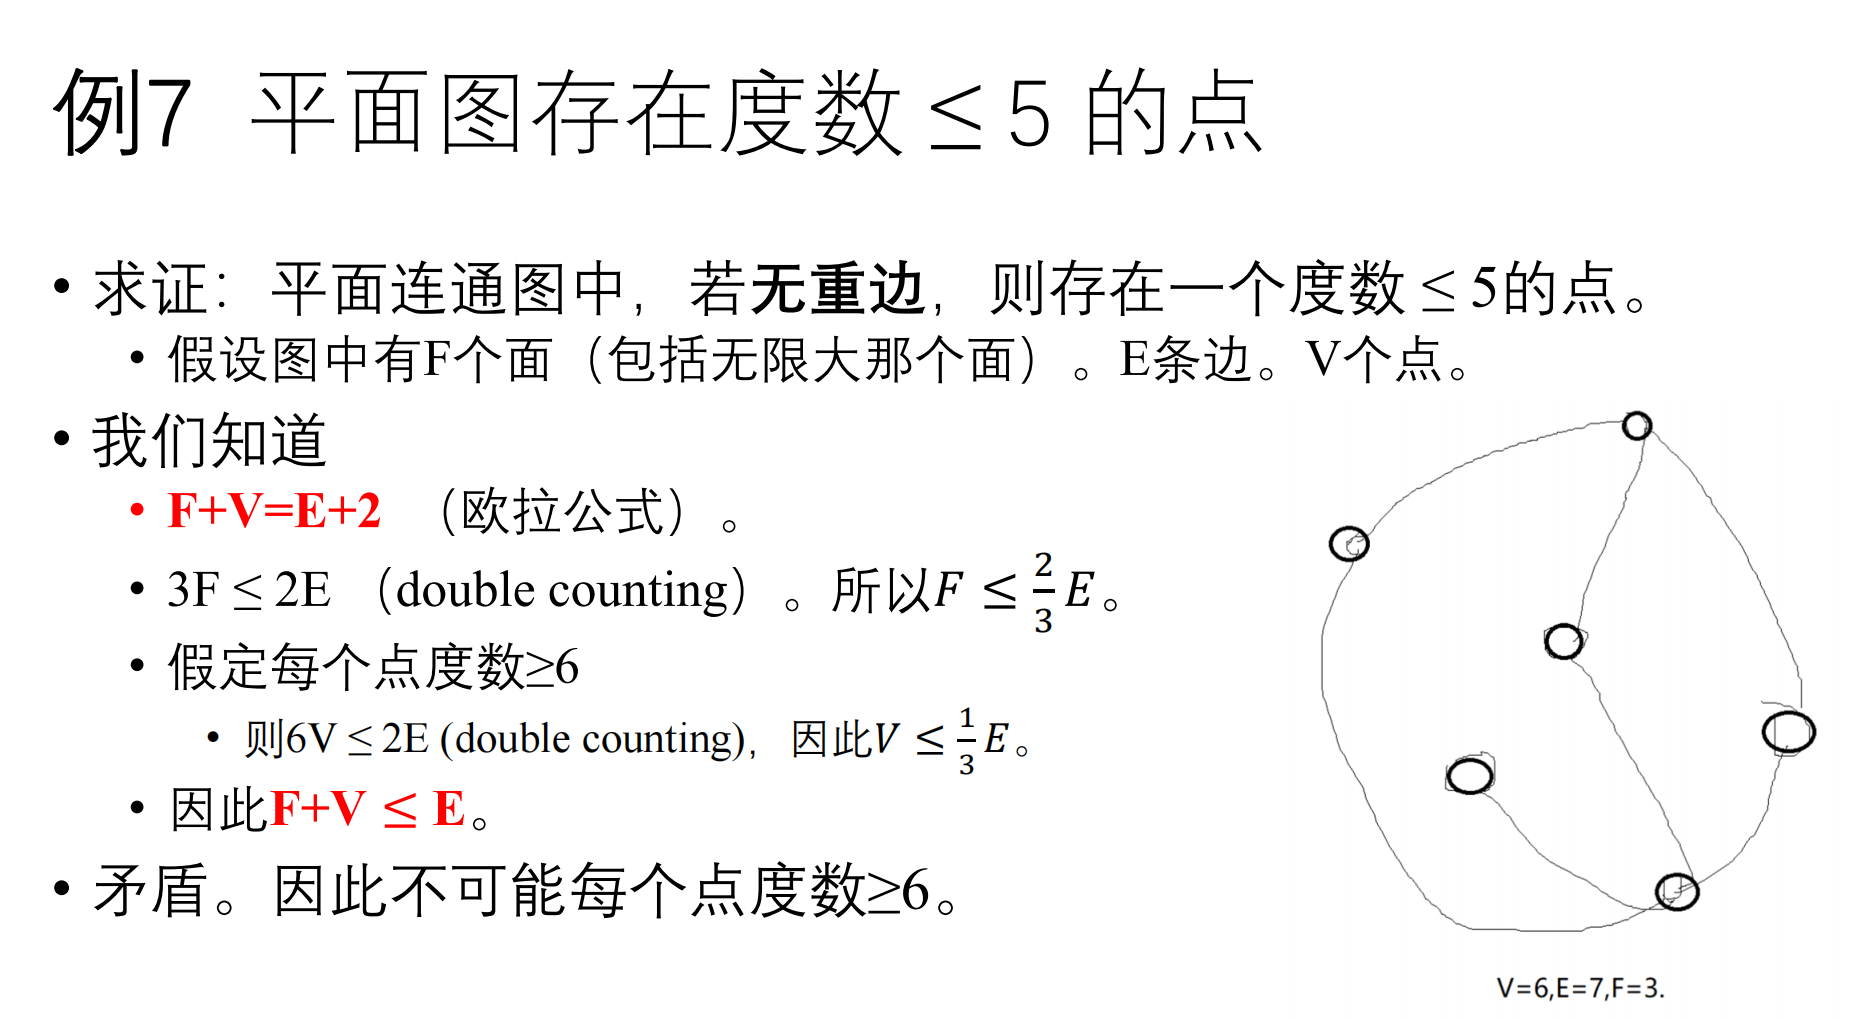 例7 平面图存在度数 ≤ 5 的点
• 求证：平面连通图中，若无重边，则存在一个度数 ≤ 5的点。
• 假设图中有F个面（包括无限大那个面）。E条边。V个点。
• 我们知道
• F+V=E+2 （欧拉公式）。
• 3F ≤ 2E （double counting）。所以F ≤ 2/3 E。
• 假定每个点度数≥6
• 则6V ≤ 2E (double counting)，因此V ≤ 1/3 E。
• 因此F+V ≤ E。
• 矛盾。因此不可能每个点度数≥6。
V=6,E=7,F=3.